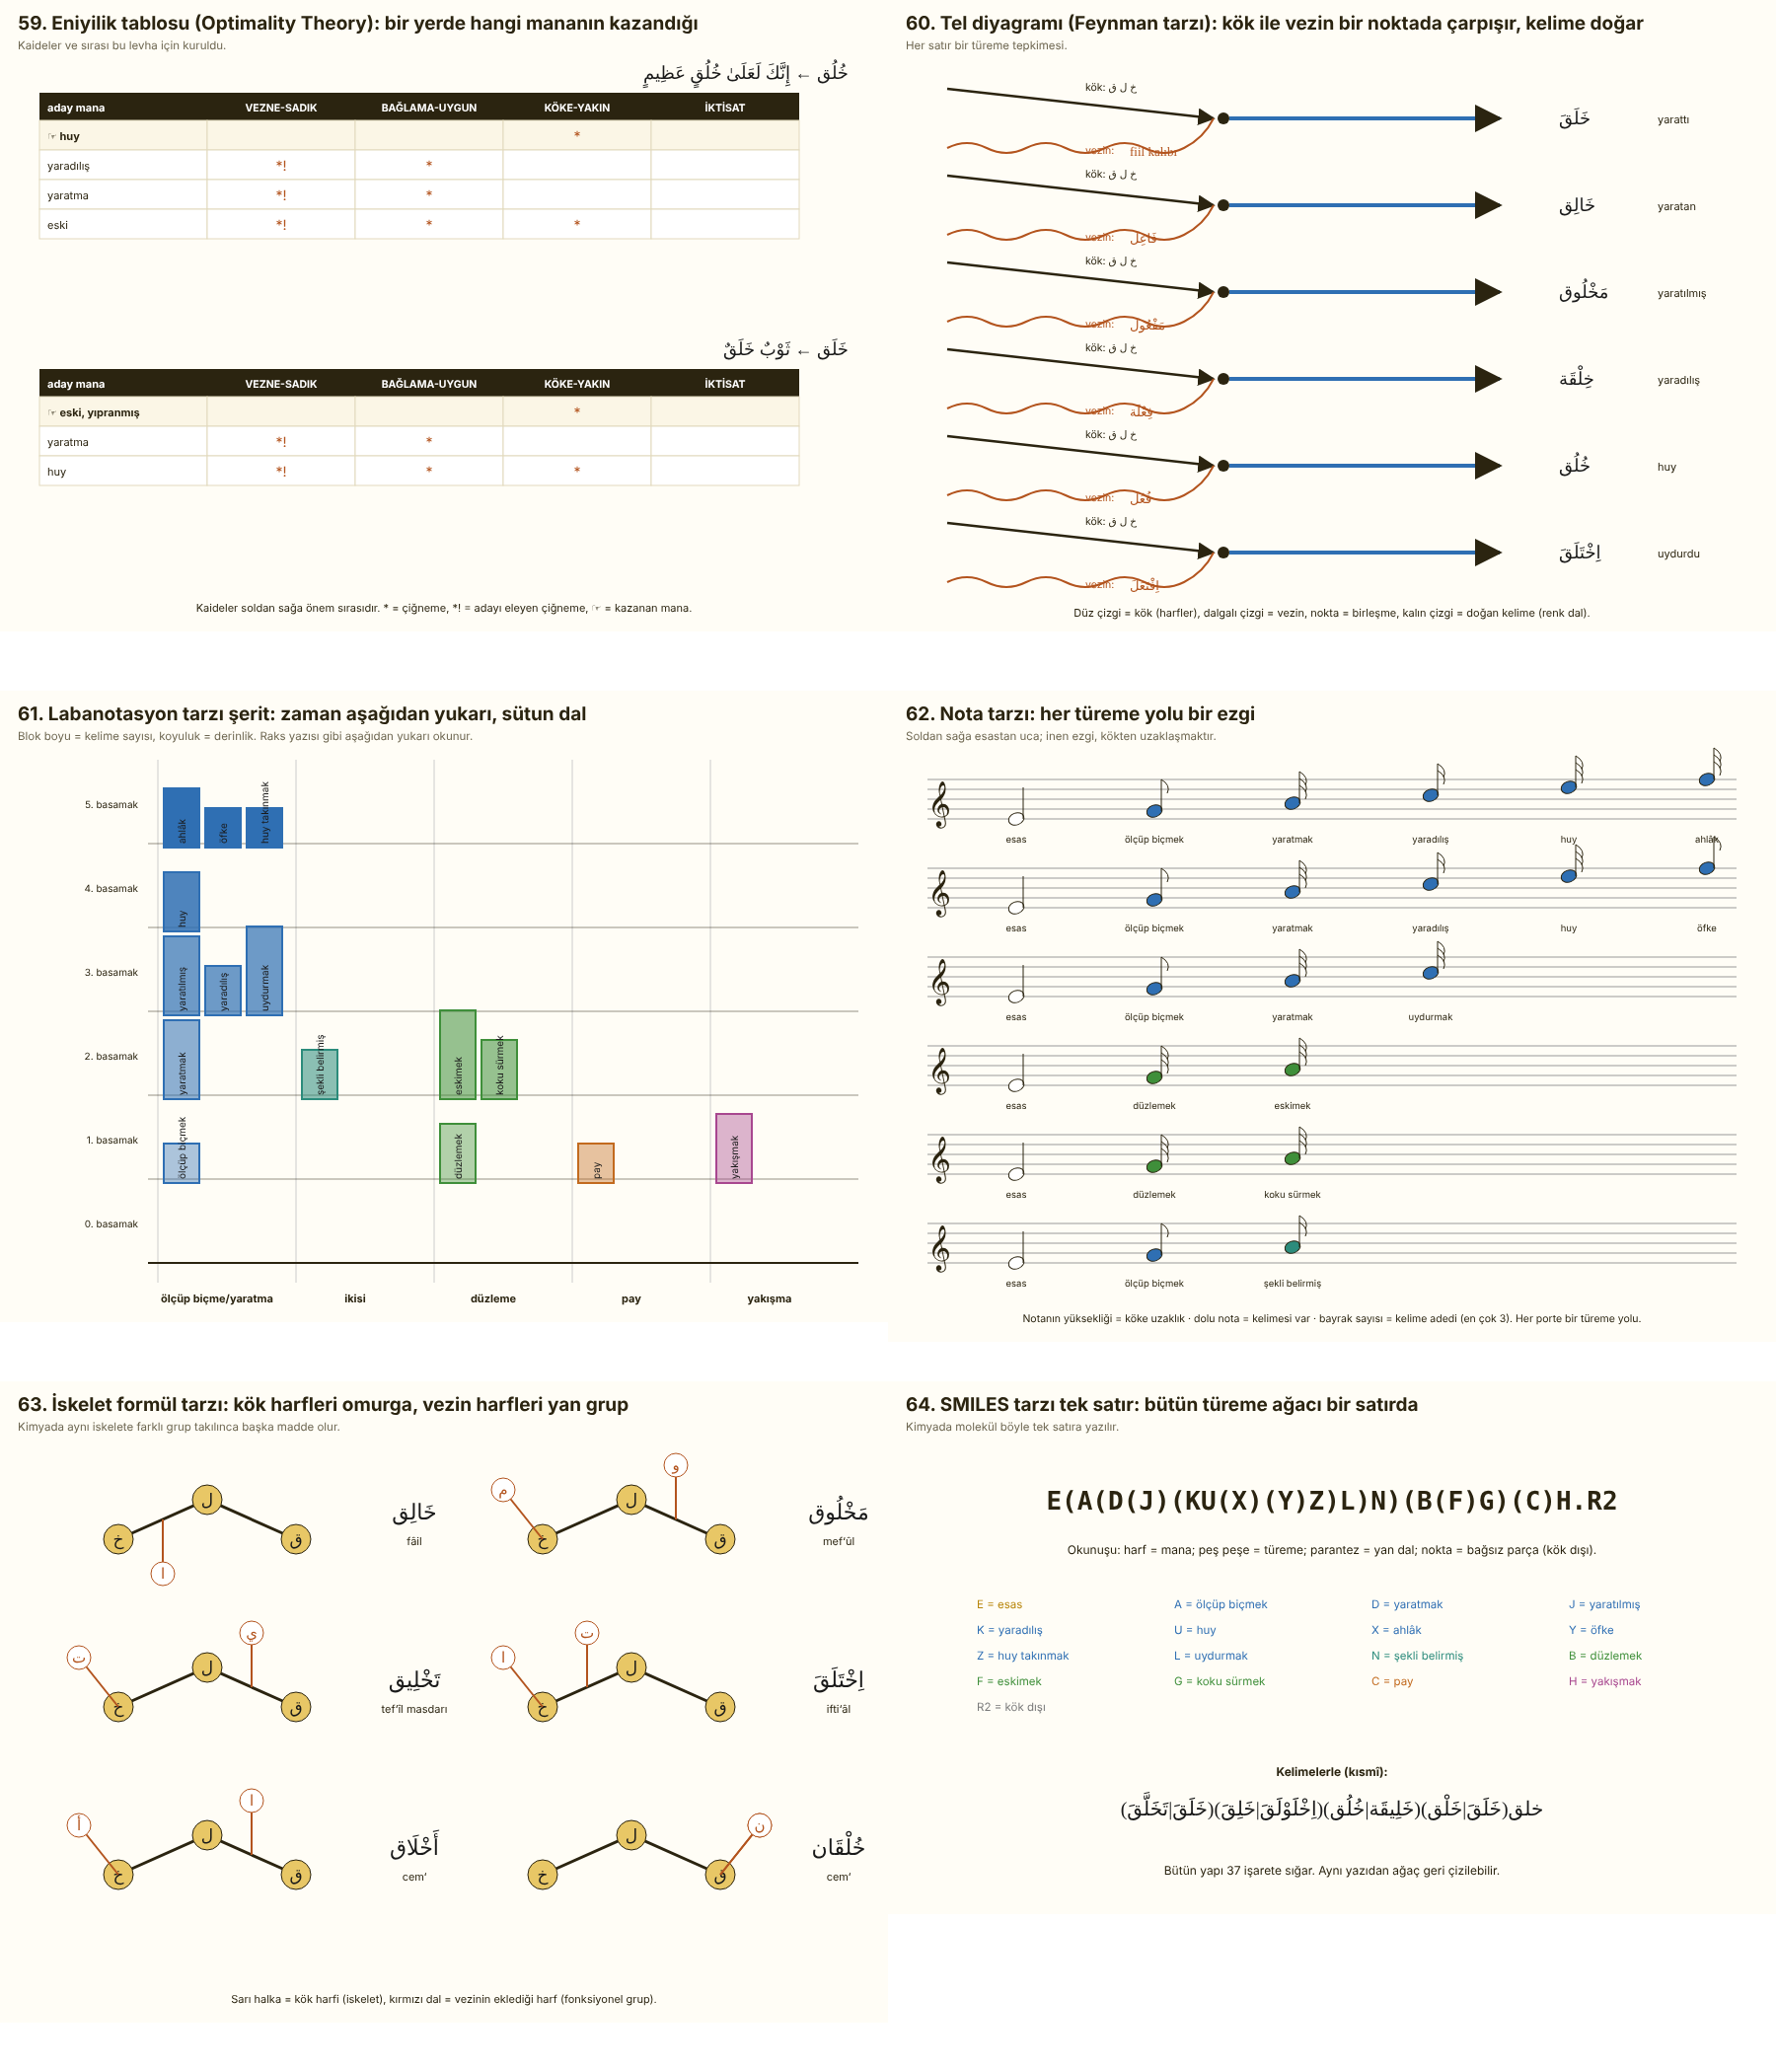 59. Eniyilik tablosu (Optimality Theory): bir yerde hangi mananın kazandığı
Kaideler ve sırası bu levha için kuruldu.
خُلُق ← إِنَّكَ لَعَلَىٰ خُلُقٍ عَظِيمٍ
aday mana VEZNE-SADIK BAĞLAMA-UYGUN KÖKE-YAKIN İKTİSAT
☞ huy *
yaradılış *! *
yaratma *! *
eski *! * *
خَلَق ← ثَوْبٌ خَلَقٌ
aday mana VEZNE-SADIK BAĞLAMA-UYGUN KÖKE-YAKIN İKTİSAT
☞ eski, yıpranmış *
yaratma *! *
huy *! * *
Kaideler soldan sağa önem sırasıdır. * = çiğneme, *! = adayı eleyen çiğneme, ☞ = kazanan mana.
60. Tel diyagramı (Feynman tarzı): kök ile vezin bir noktada çarpışır, kelime doğar
Her satır bir türeme tepkimesi.
kök: خ ل ق
خَلَقَ yarattı
vezin: fiil kalıbı
kök: خ ل ق
خَالِق yaratan
vezin: فَاعِل
kök: خ ل ق
مَخْلُوق yaratılmış
vezin: مَفْعُول
kök: خ ل ق
خِلْقَة yaradılış
vezin: فِعْلَة
kök: خ ل ق
خُلُق huy
vezin: فُعُل
kök: خ ل ق
اِخْتَلَقَ uydurdu
vezin: اِفْتَعَلَ
Düz çizgi = kök (harfler), dalgalı çizgi = vezin, nokta = birleşme, kalın çizgi = doğan kelime (renk dal).
61. Labanotasyon tarzı şerit: zaman aşağıdan yukarı, sütun dal
Blok boyu = kelime sayısı, koyuluk = derinlik. Raks yazısı gibi aşağıdan yukarı okunur.
5. basamak ahlâk öfke huy takınmak
4. basamak huy
3. basamak yaratılmış yaradılış uydurmak
2. basamak yaratmak şekli belirmiş eskimek koku sürmek
1. basamak ölçüp biçmek düzlemek pay yakışmak
0. basamak
ölçüp biçme/yaratma ikisi düzleme pay yakışma
62. Nota tarzı: her türeme yolu bir ezgi
Soldan sağa esastan uca; inen ezgi, kökten uzaklaşmaktır.
esas ölçüp biçmek yaratmak yaradılış huy ahlâk
esas ölçüp biçmek yaratmak yaradılış huy öfke
esas ölçüp biçmek yaratmak uydurmak
esas düzlemek eskimek
esas düzlemek koku sürmek
esas ölçüp biçmek şekli belirmiş
Notanın yüksekliği = köke uzaklık · dolu nota = kelimesi var · bayrak sayısı = kelime adedi (en çok 3). Her porte bir türeme yolu.
63. İskelet formül tarzı: kök harfleri omurga, vezin harfleri yan grup
Kimyada aynı iskelete farklı grup takılınca başka madde olur.
خ ل ق ا
خَالِق
fâil
خ ل ق م و
مَخْلُوق
mef'ûl
خ ل ق ت ي
تَخْلِيق
tef'îl masdarı
خ ل ق ا ت
اِخْتَلَقَ
ifti'âl
خ ل ق أ ا
أَخْلَاق
cem'
خ ل ق ن
خُلْقَان
cem'
Sarı halka = kök harfi (iskelet), kırmızı dal = vezinin eklediği harf (fonksiyonel grup).
64. SMILES tarzı tek satır: bütün türeme ağacı bir satırda
Kimyada molekül böyle tek satıra yazılır.
E(A(D(J)(KU(X)(Y)Z)L)N)(B(F)G)(C)H.R2
Okunuşu: harf = mana; peş peşe = türeme; parantez = yan dal; nokta = bağsız parça (kök dışı).
E = esas A = ölçüp biçmek D = yaratmak J = yaratılmış
K = yaradılış U = huy X = ahlâk Y = öfke
Z = huy takınmak L = uydurmak N = şekli belirmiş B = düzlemek
F = eskimek G = koku sürmek C = pay H = yakışmak
R2 = kök dışı
Kelimelerle (kısmî):
خلق(خَلَقَ|خَلْق)(خَلِيقَة|خُلُق)(اِخْلَوْلَقَ|خَلِقَ)(خَلَقَ|تَخَلَّقَ)
Bütün yapı 37 işarete sığar. Aynı yazıdan ağaç geri çizilebilir.